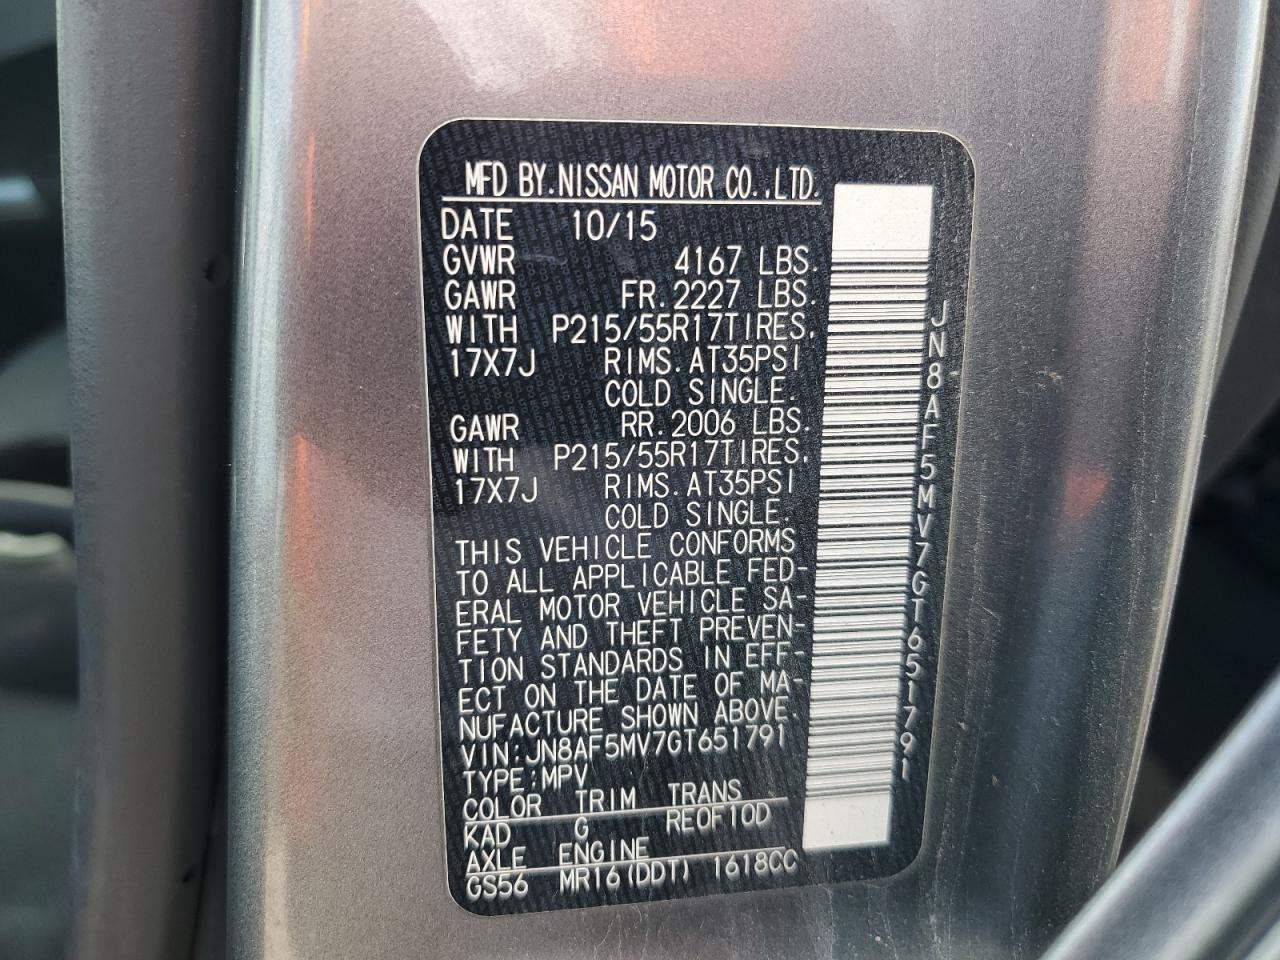 MFD BY.NISSAN MOTOR CO.,LTD.
DATE 10/15
GVWR 4167 LBS.
GAWR FR.2227 LBS.
WITH P215/55R17TIRES.
17X7J RIMS.AT35PSI
COLD SINGLE.
GAWR RR.2006 LBS.
WITH P215/55R17TIRES.
17X7J RIMS.AT35PSI
COLD SINGLE.
THIS VEHICLE CONFORMS
TO ALL APPLICABLE FED-
ERAL MOTOR VEHICLE SA-
FETY AND THEFT PREVEN-
TION STANDARDS IN EFF-
ECT ON THE DATE OF MA-
NUFACTURE SHOWN ABOVE.
VIN:JN8AF5MV7GT651791
TYPE:MPV
COLOR TRIM TRANS
KAD G RE0F10D
AXLE ENGINE
GS56 MR16(DDT) 1618CC
JN8AF5MV7GT651791